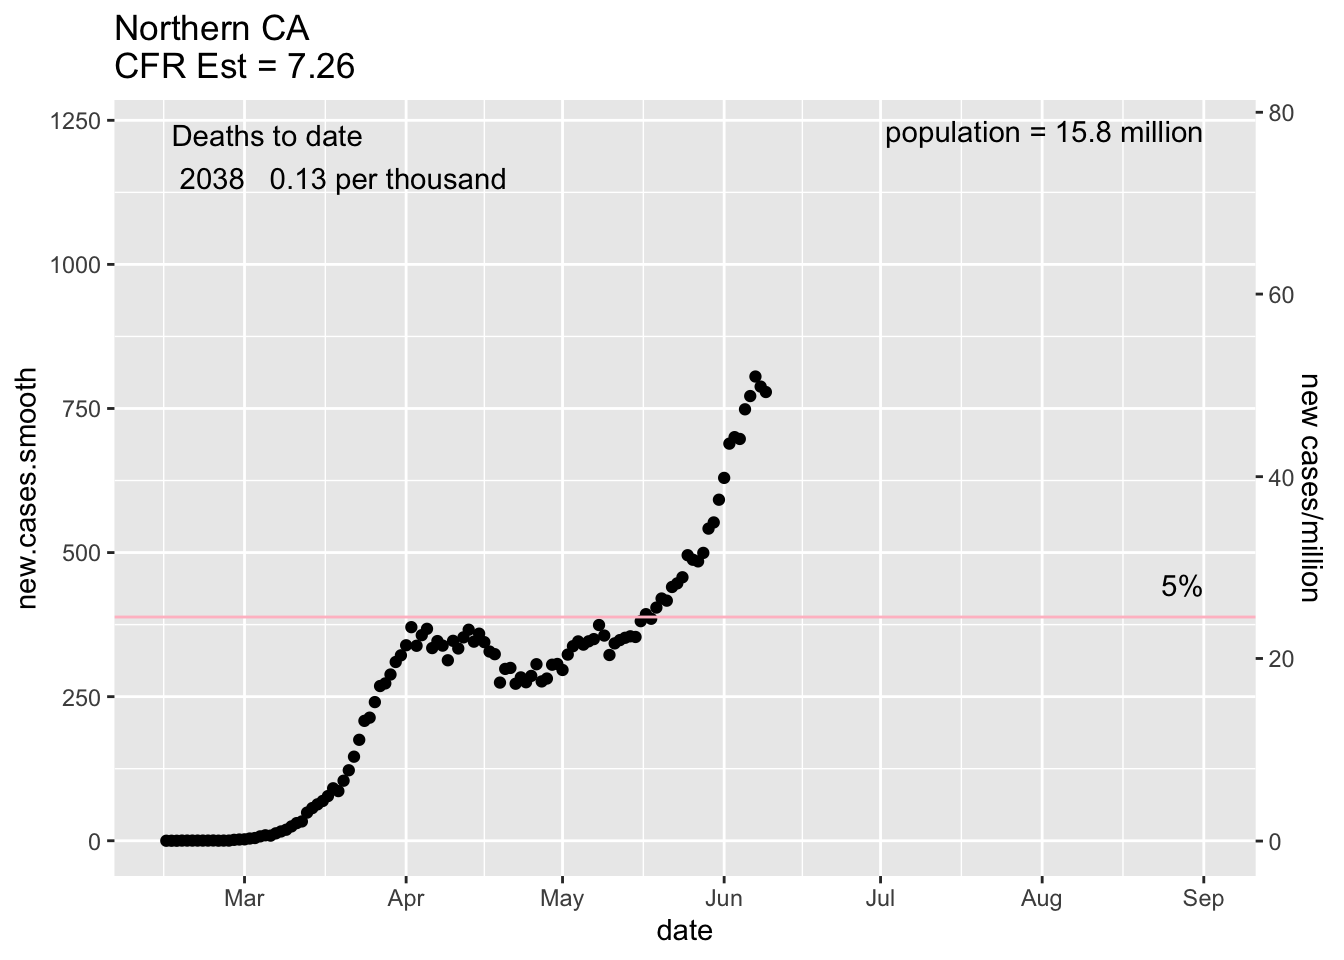 Northern CA
CFR Est = 7.26
Deaths to date
2038 0.13 per thousand
population = 15.8 million
5%
new.cases.smooth
1250
1000
750
500
250
0
80
60
40
20
0
new cases/million
Mar Apr May Jun Jul Aug Sep
date